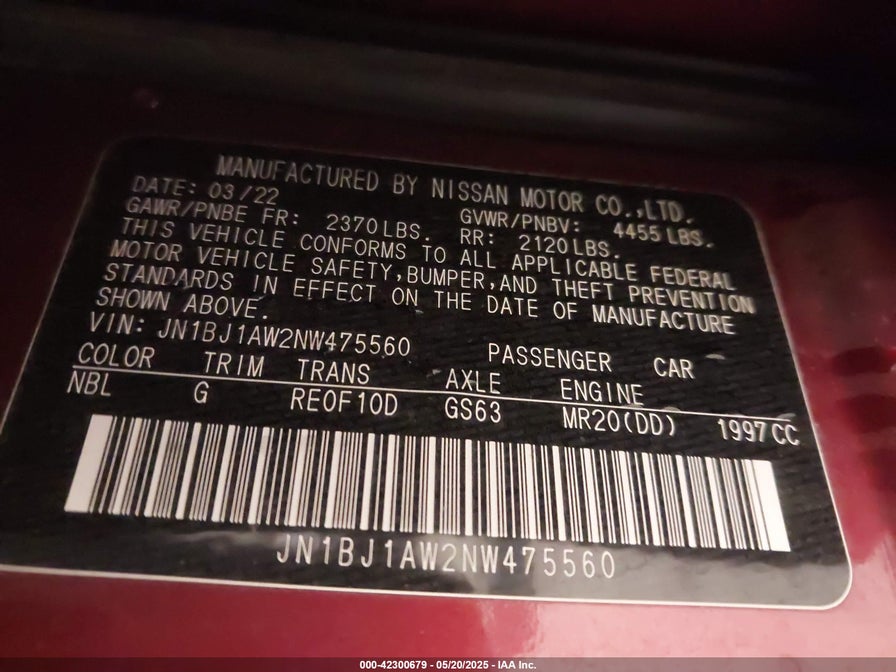 MANUFACTURED BY NISSAN MOTOR CO.,LTD.
DATE: 03/22 GVWR/PNBV: 4455 LBS.
GAWR/PNBE FR: 2370LBS. RR: 2120LBS.
THIS VEHICLE CONFORMS TO ALL APPLICABLE FEDERAL
MOTOR VEHICLE SAFETY,BUMPER,AND THEFT PREVENTION
STANDARDS IN EFFECT ON THE DATE OF MANUFACTURE
SHOWN ABOVE.
VIN: JN1BJ1AW2NW475560 PASSENGER CAR
COLOR TRIM TRANS AXLE ENGINE
NBL G RE0F10D GS63 MR20(DD) 1997CC
JN1BJ1AW2NW475560
000-42300679 - 05/20/2025 - IAA Inc.